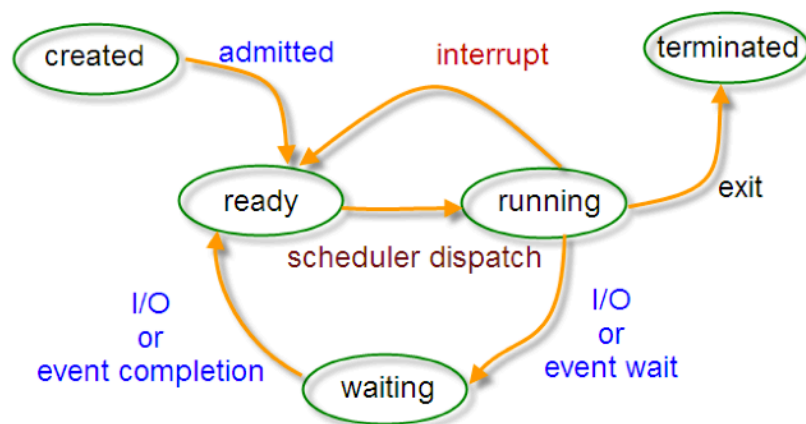 created
admitted
interrupt
terminated
ready
running
exit
scheduler dispatch
I/O
or
event completion
I/O
or
event wait
waiting